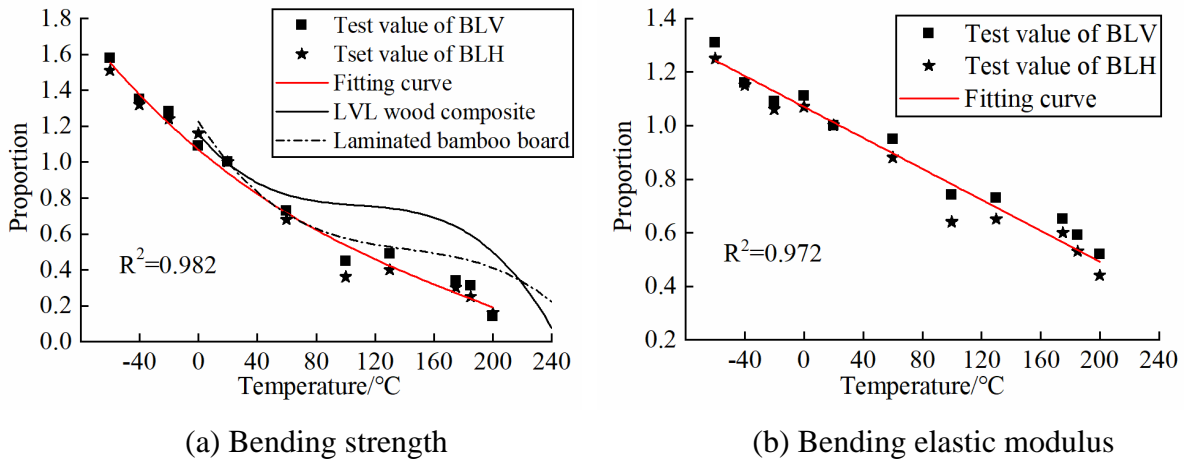 1.8
1.6
1.4
1.2
1.0
0.8
0.6
0.4
0.2
0.0
Proportion
Test value of BLV
Tset value of BLH
Fitting curve
LVL wood composite
Laminated bamboo board
R²=0.982
-40 0 40 80 120 160 200 240
Temperature/°C
(a) Bending strength
1.4
1.2
1.0
0.8
0.6
0.4
0.2
Proportion
Test value of BLV
Test value of BLH
Fitting curve
R²=0.972
-40 0 40 80 120 160 200
Temperature/°C
(b) Bending elastic modulus